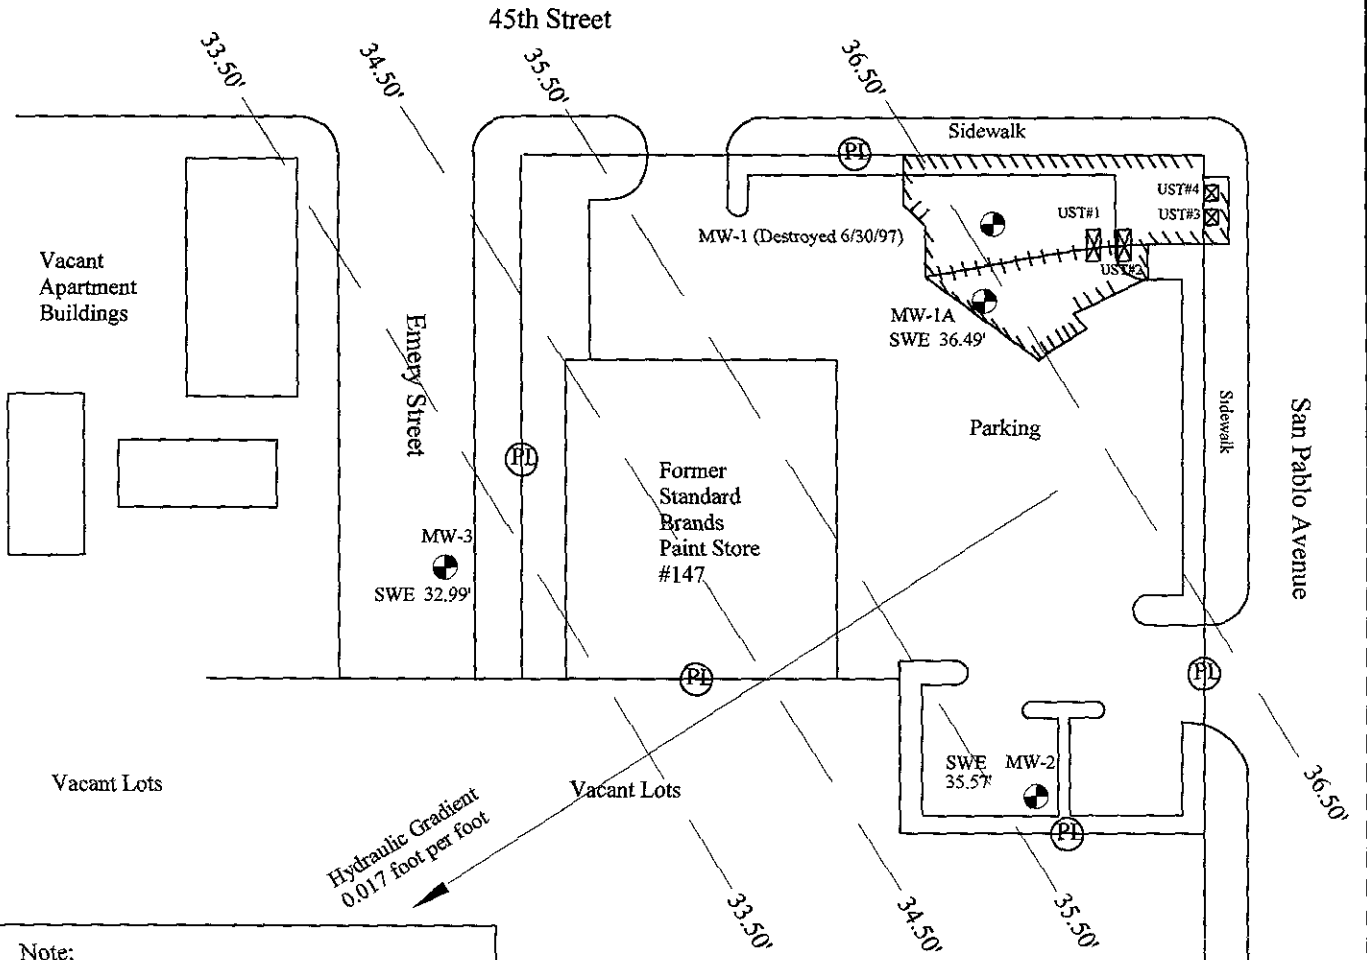 45th Street
33.50'
34.50'
35.50'
36.50'
Sidewalk
PL
UST#4
UST#1
UST#3
MW-1 (Destroyed 6/30/97)
UST#2
Vacant
Apartment
Buildings
MW-1A
SWE 36.49'
Emery Street
Parking
Sidewalk
San Pablo Avenue
PL
Former
Standard
Brands
Paint Store
#147
MW-3
SWE 32.99'
PL
PL
SWE
35.57'
MW-2
Vacant Lots
Vacant Lots
36.50'
PL
Hydraulic Gradient
0.017 foot per foot
33.50'
34.50'
35.50'
Note: